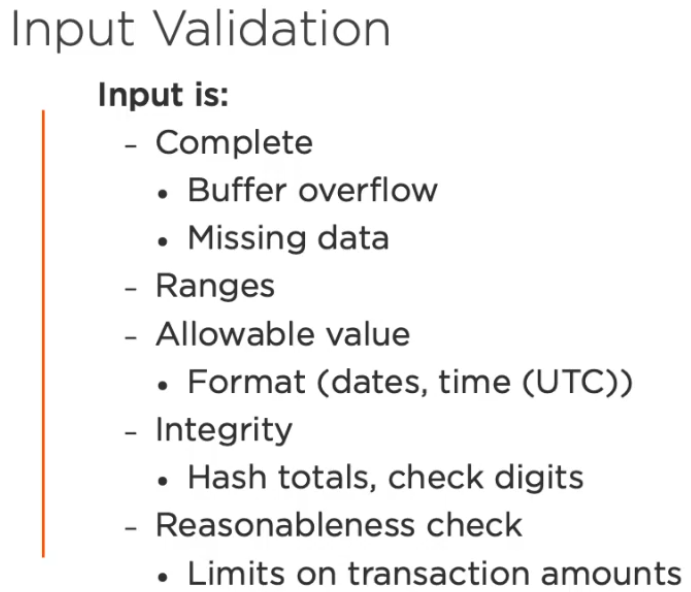 Input Validation
Input is:
- Complete
• Buffer overflow
• Missing data
- Ranges
- Allowable value
• Format (dates, time (UTC))
- Integrity
• Hash totals, check digits
- Reasonableness check
• Limits on transaction amounts